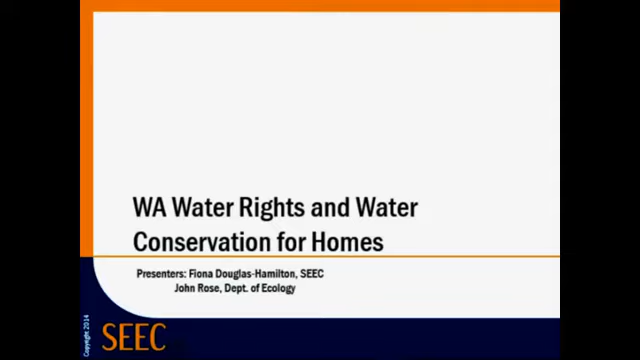 WA Water Rights and Water
Conservation for Homes
Presenters: Fiona Douglas-Hamilton, SEEC
John Rose, Dept. of Ecology
Copyright 2014
SEEC